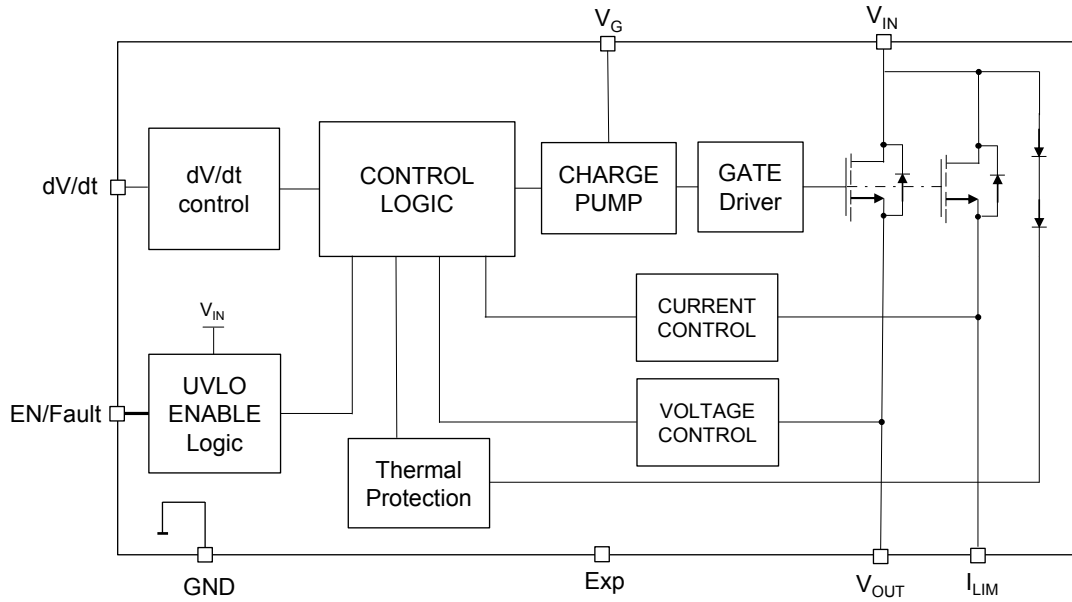 V_G
V_IN
dV/dt
dV/dt
control
CONTROL
LOGIC
CHARGE
PUMP
GATE
Driver
CURRENT
CONTROL
V_IN
EN/Fault
UVLO
ENABLE
Logic
VOLTAGE
CONTROL
Thermal
Protection
GND
Exp
V_OUT
I_LIM